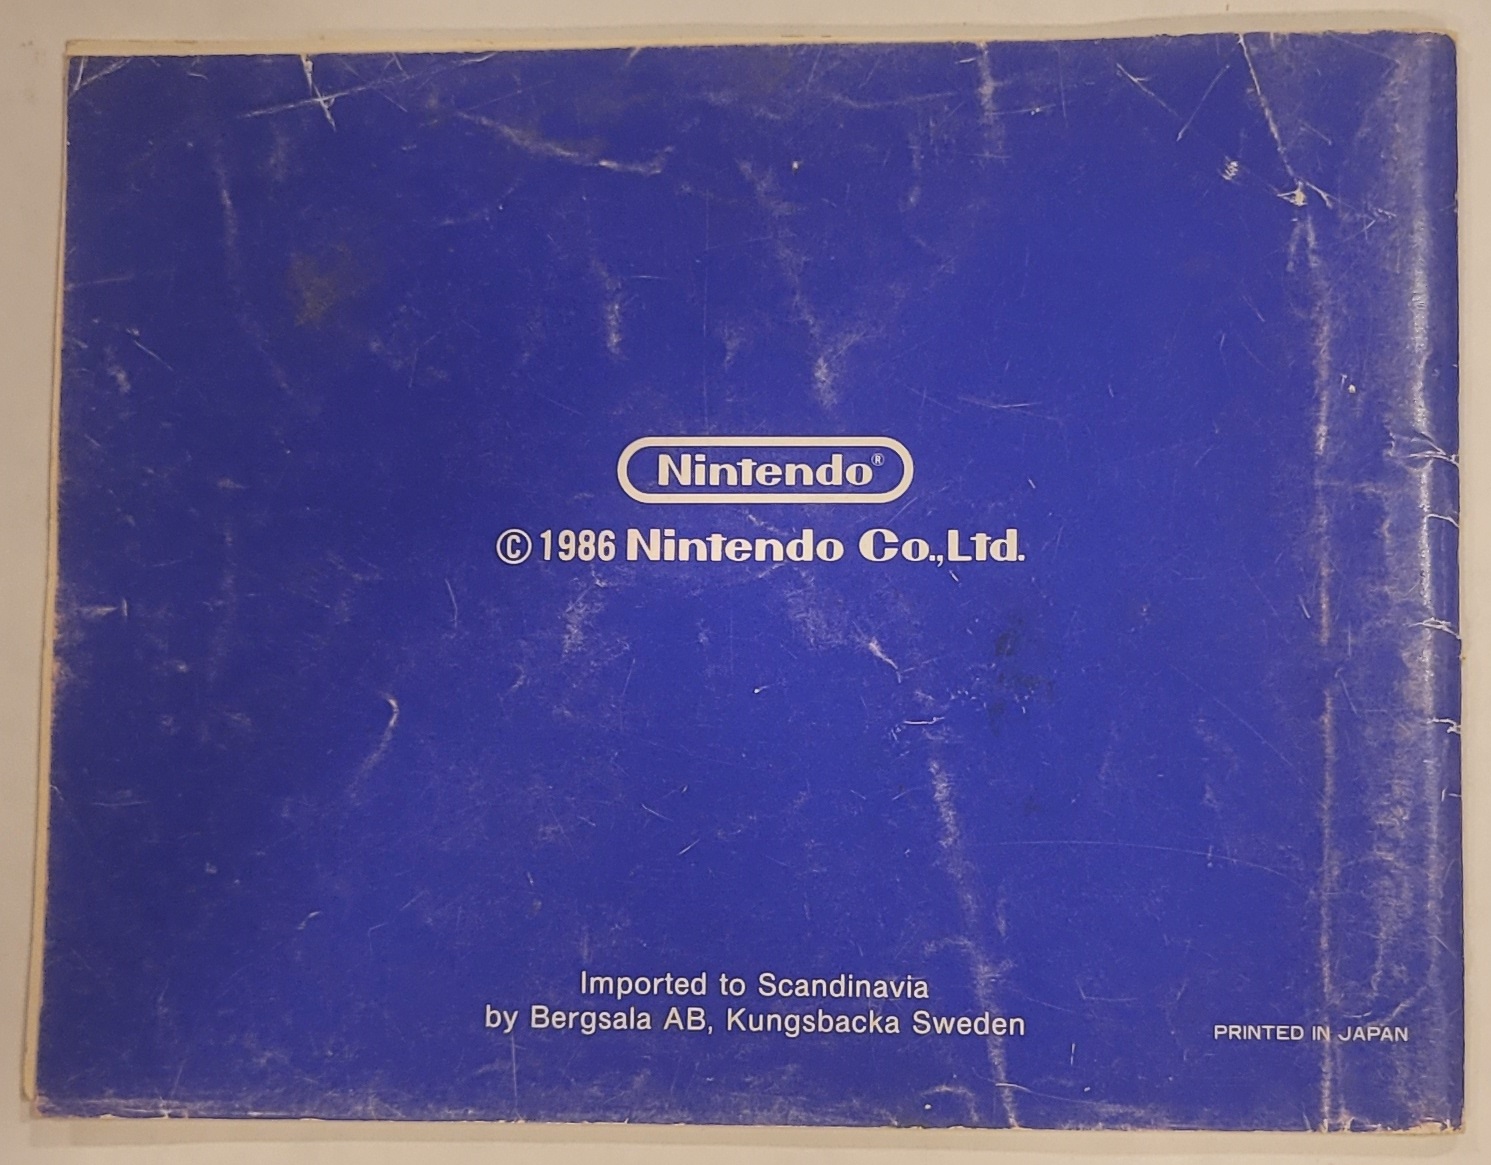 Nintendo®
© 1986 Nintendo Co.,Ltd.
Imported to Scandinavia
by Bergsala AB, Kungsbacka Sweden
PRINTED IN JAPAN